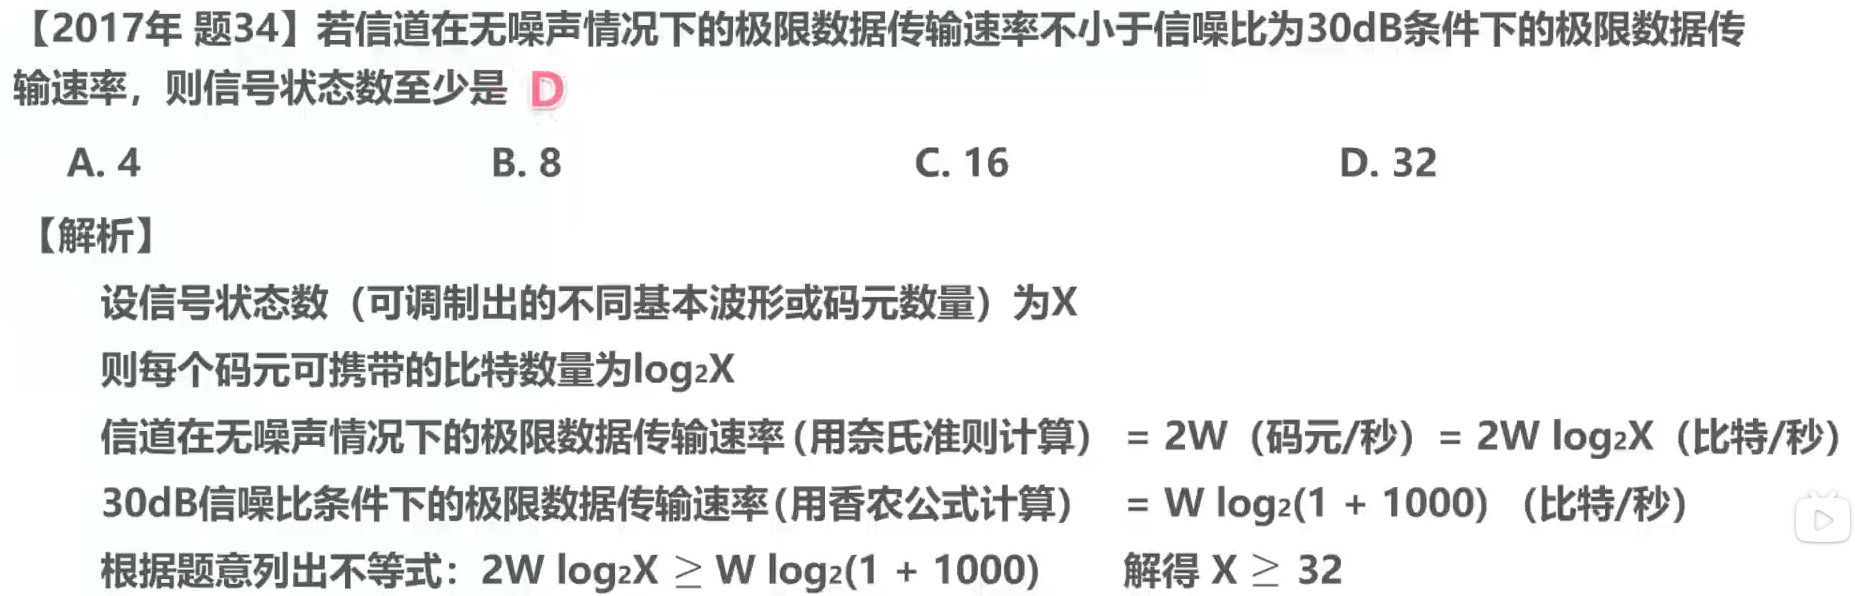 【2017年 题34】若信道在无噪声情况下的极限数据传输速率不小于信噪比为30dB条件下的极限数据传
输速率，则信号状态数至少是 D
A. 4 B. 8 C. 16 D. 32
【解析】
设信号状态数（可调制出的不同基本波形或码元数量）为X
则每个码元可携带的比特数量为log₂X
信道在无噪声情况下的极限数据传输速率(用奈氏准则计算） = 2W（码元/秒）= 2W log₂X（比特/秒）
30dB信噪比条件下的极限数据传输速率(用香农公式计算） = W log₂(1 + 1000) （比特/秒）
根据题意列出不等式：2W log₂X ≥ W log₂(1 + 1000) 解得 X ≥ 32